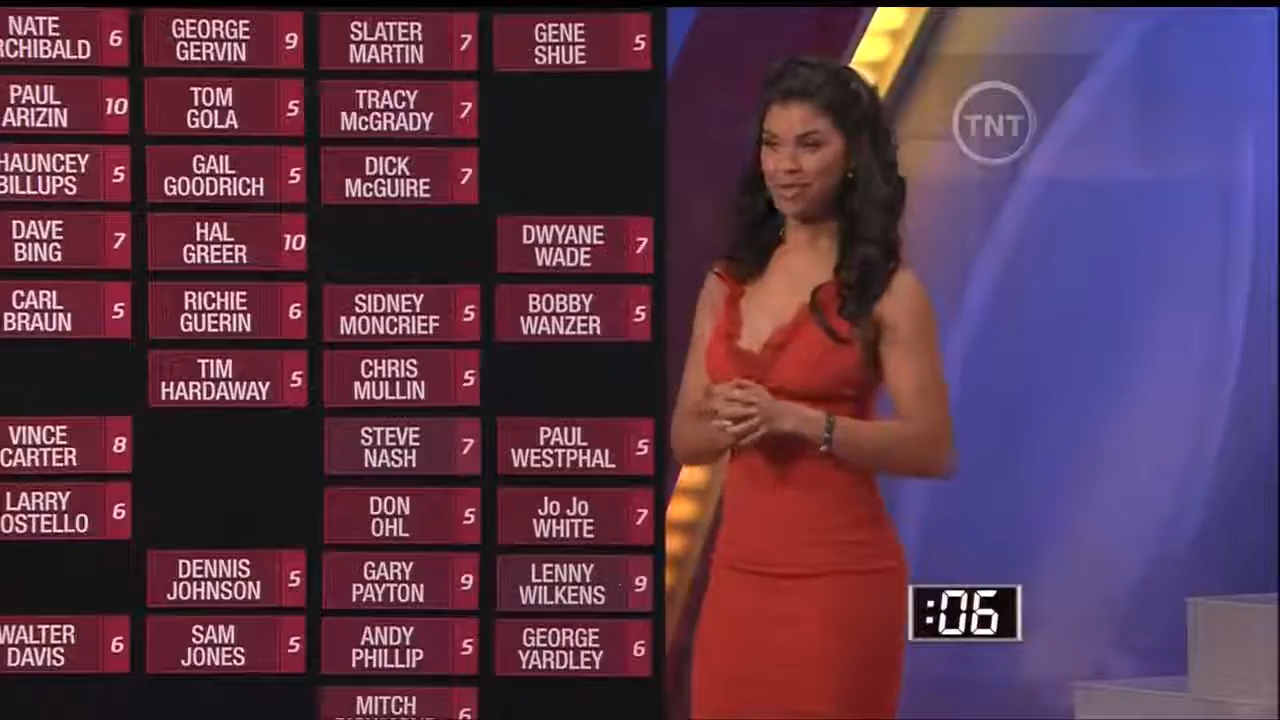 NATE
RCHIBALD 6
GEORGE
GERVIN 9
SLATER
MARTIN 7
GENE
SHUE 5
PAUL
ARIZIN 10
TOM
GOLA 5
TRACY
McGRADY 7
HAUNCEY
BILLUPS 5
GAIL
GOODRICH 5
DICK
McGUIRE 7
DAVE
BING 7
HAL
GREER 10
DWYANE
WADE 7
CARL
BRAUN 5
RICHIE
GUERIN 6
SIDNEY
MONCRIEF 5
BOBBY
WANZER 5
TIM
HARDAWAY 5
CHRIS
MULLIN 5
VINCE
CARTER 8
STEVE
NASH 7
PAUL
WESTPHAL 5
LARRY
OSTELLO 6
DON
OHL 5
Jo Jo
WHITE 7
DENNIS
JOHNSON 5
GARY
PAYTON 9
LENNY
WILKENS 9
WALTER
DAVIS 6
SAM
JONES 5
ANDY
PHILLIP 5
GEORGE
YARDLEY 6
MITCH
6
TNT
:06